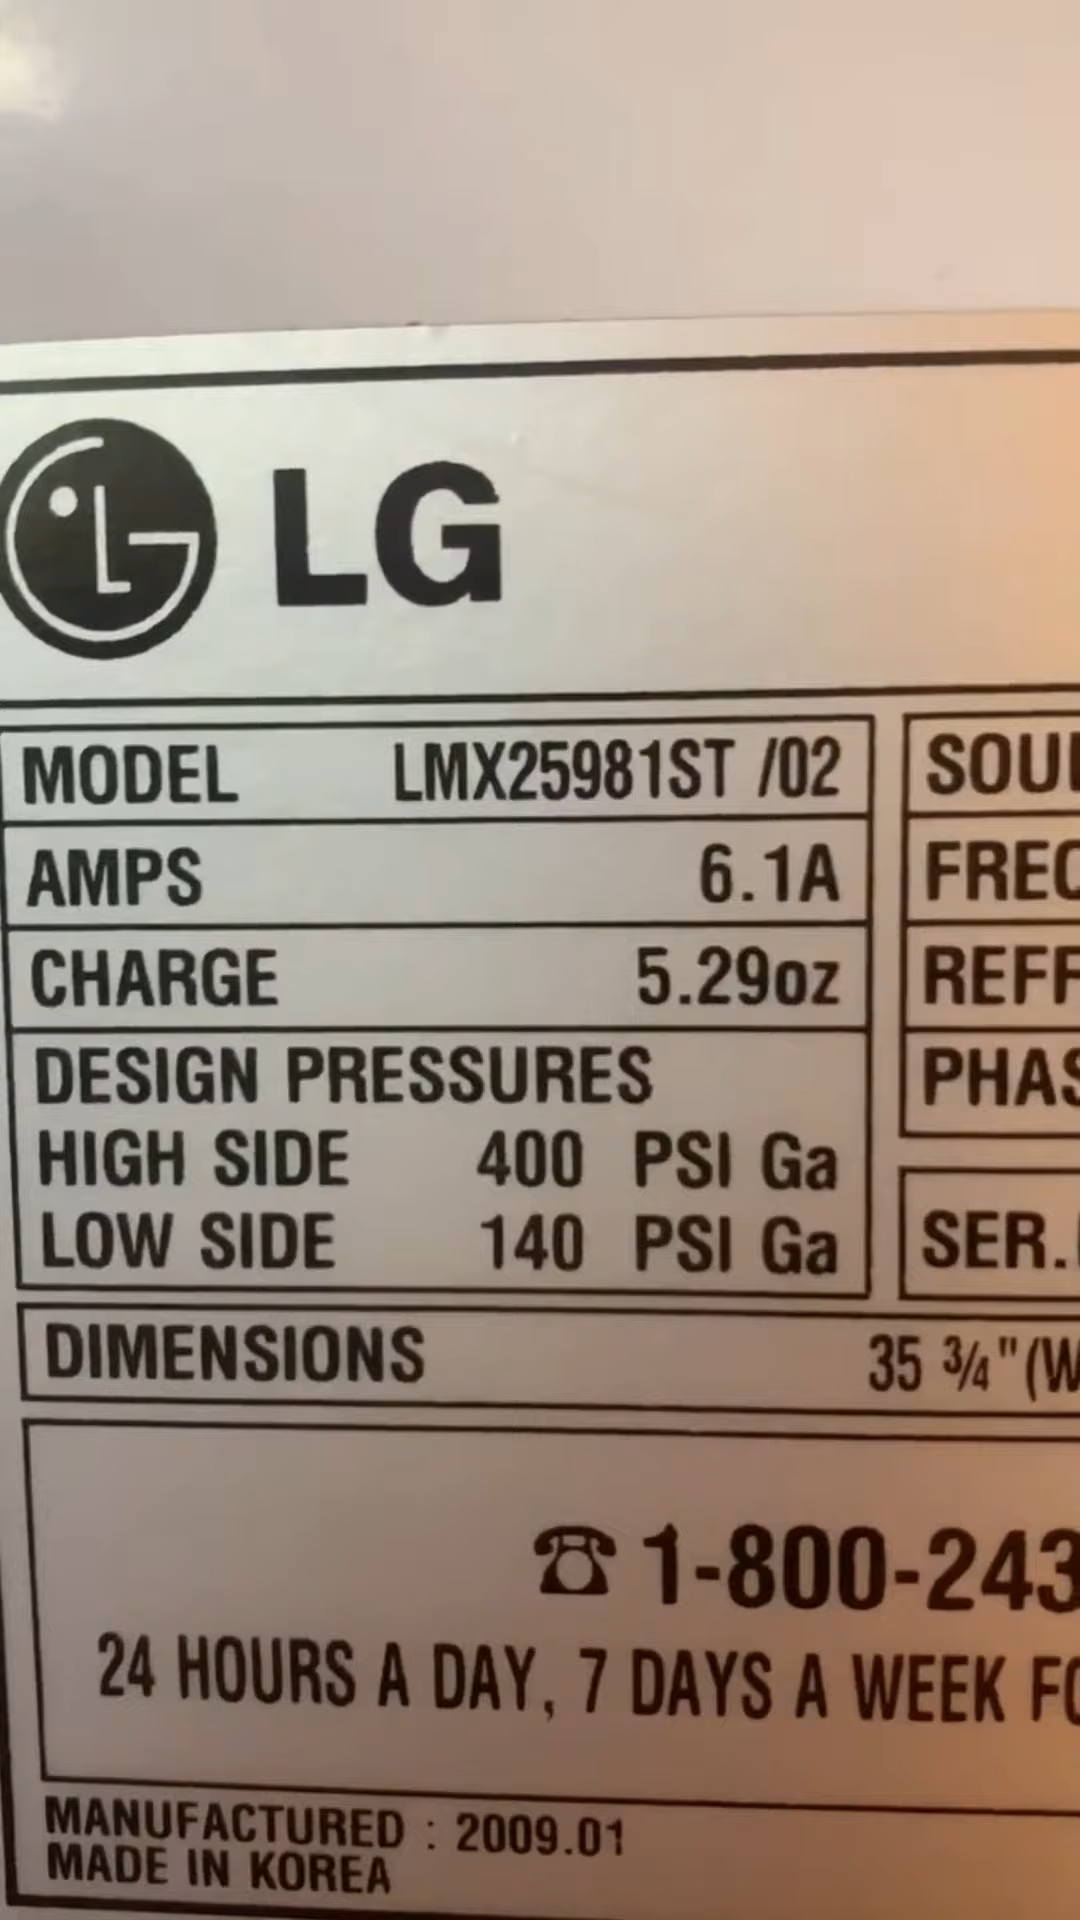 LG
MODEL LMX25981ST /02
AMPS 6.1A
CHARGE 5.29oz
DESIGN PRESSURES
HIGH SIDE 400 PSI Ga
LOW SIDE 140 PSI Ga
SER.
DIMENSIONS 35 ¾"(W
☎ 1-800-243
24 HOURS A DAY, 7 DAYS A WEEK
MANUFACTURED : 2009.01
MADE IN KOREA